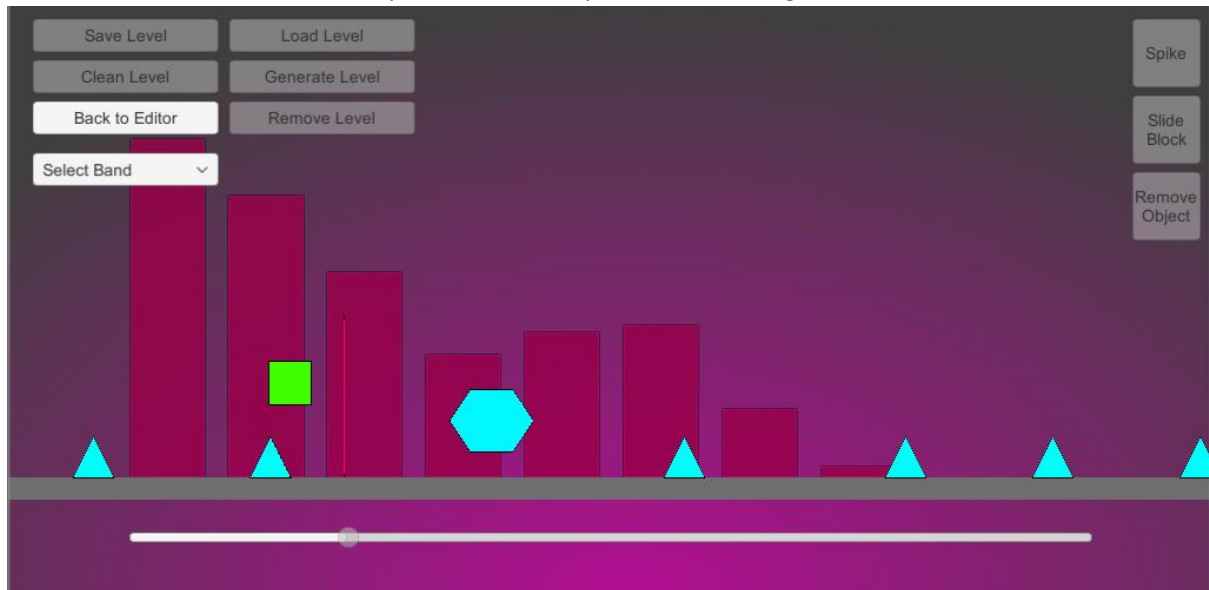 Save Level
Load Level
Clean Level
Generate Level
Back to Editor
Remove Level
Select Band
Spike
Slide
Block
Remove
Object